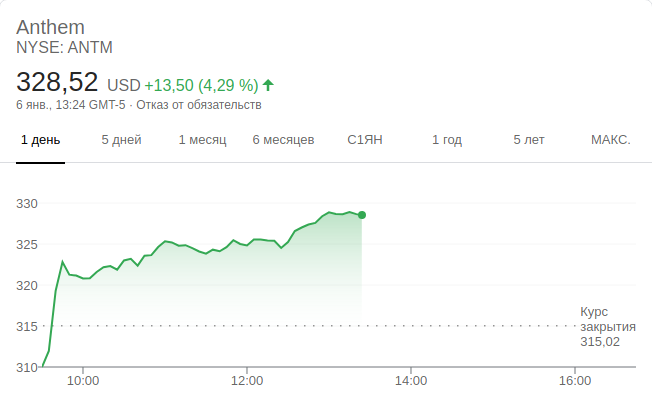 Anthem
NYSE: ANTM
328,52 USD +13,50 (4,29 %)
6 янв., 13:24 GMT-5 · Отказ от обязательств
1 день 5 дней 1 месяц 6 месяцев С1ЯН 1 год 5 лет МАКС.
330
325
320
315
310
Курс
закрытия
315,02
10:00 12:00 14:00 16:00